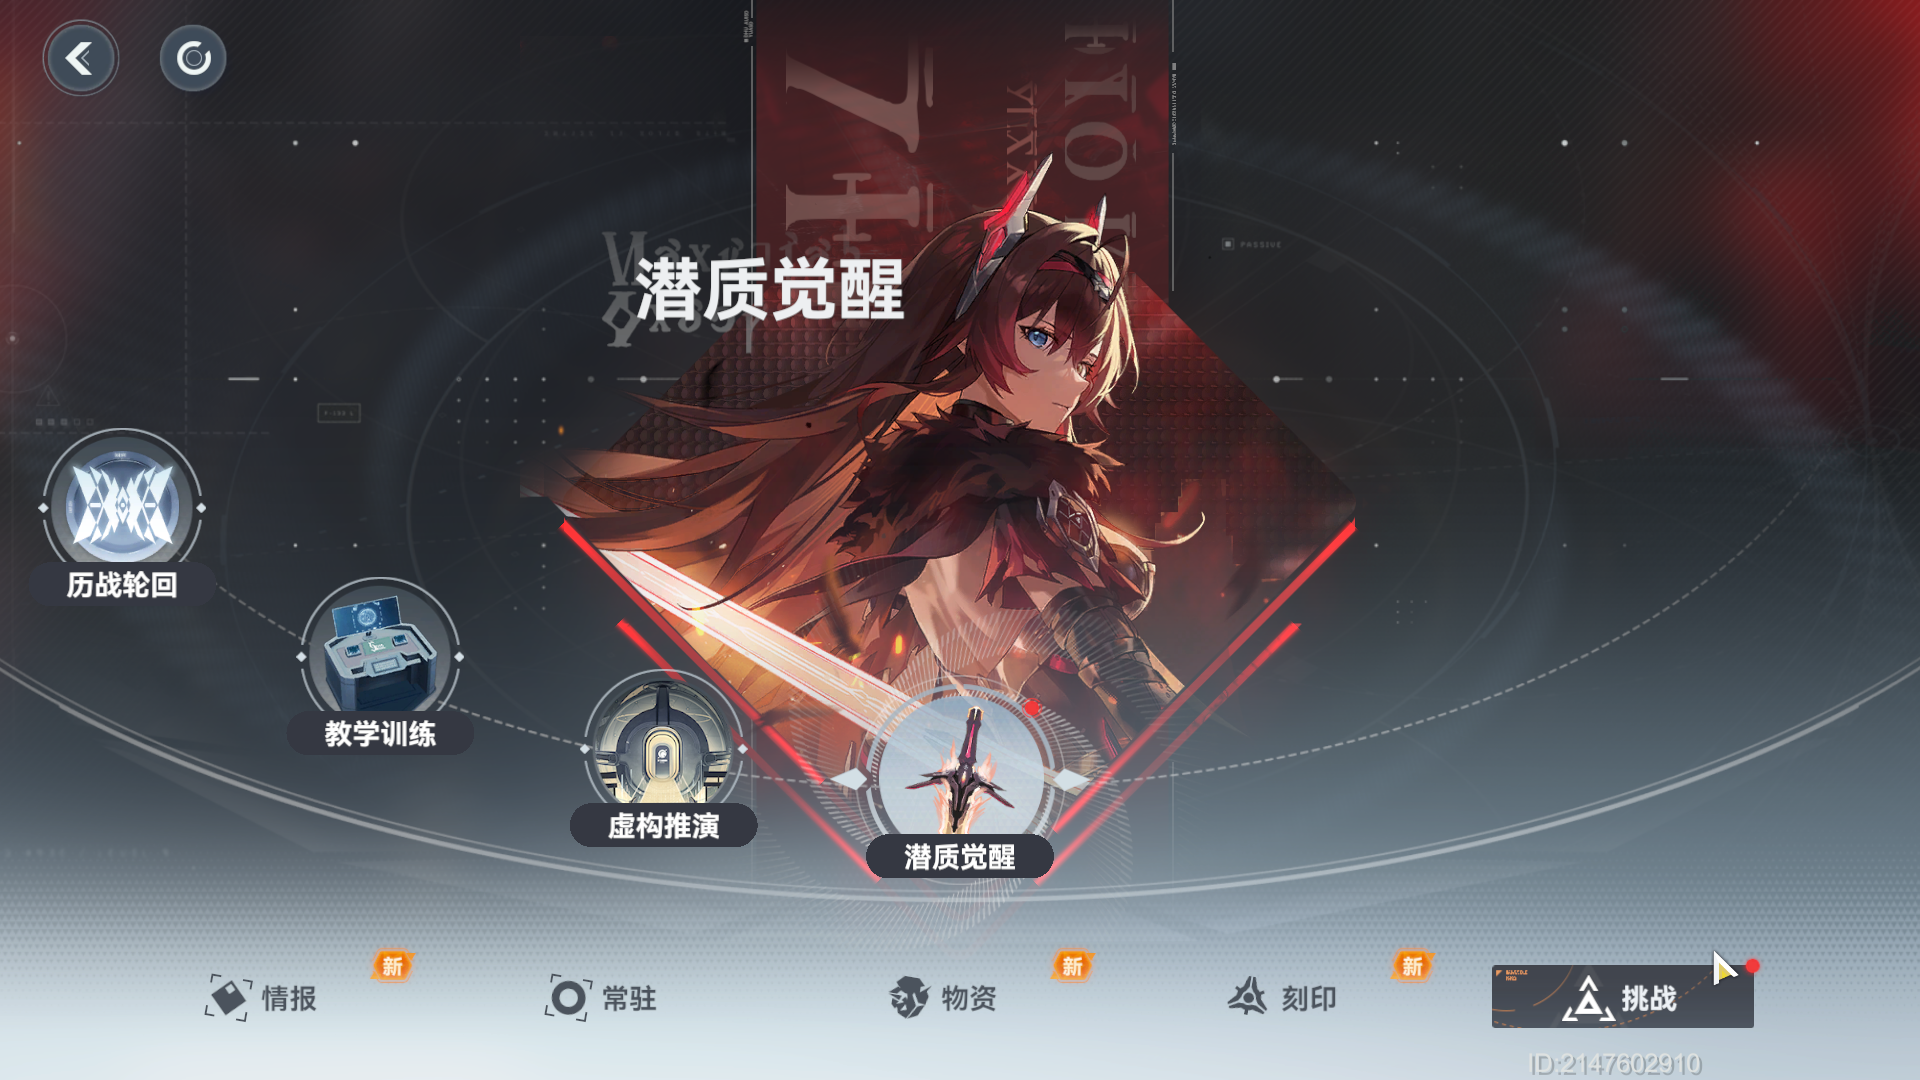 PASSIVE
潜质觉醒
历战轮回
教学训练
虚构推演
潜质觉醒
新
新
新
情报
常驻
物资
刻印
挑战
ID:2147602910